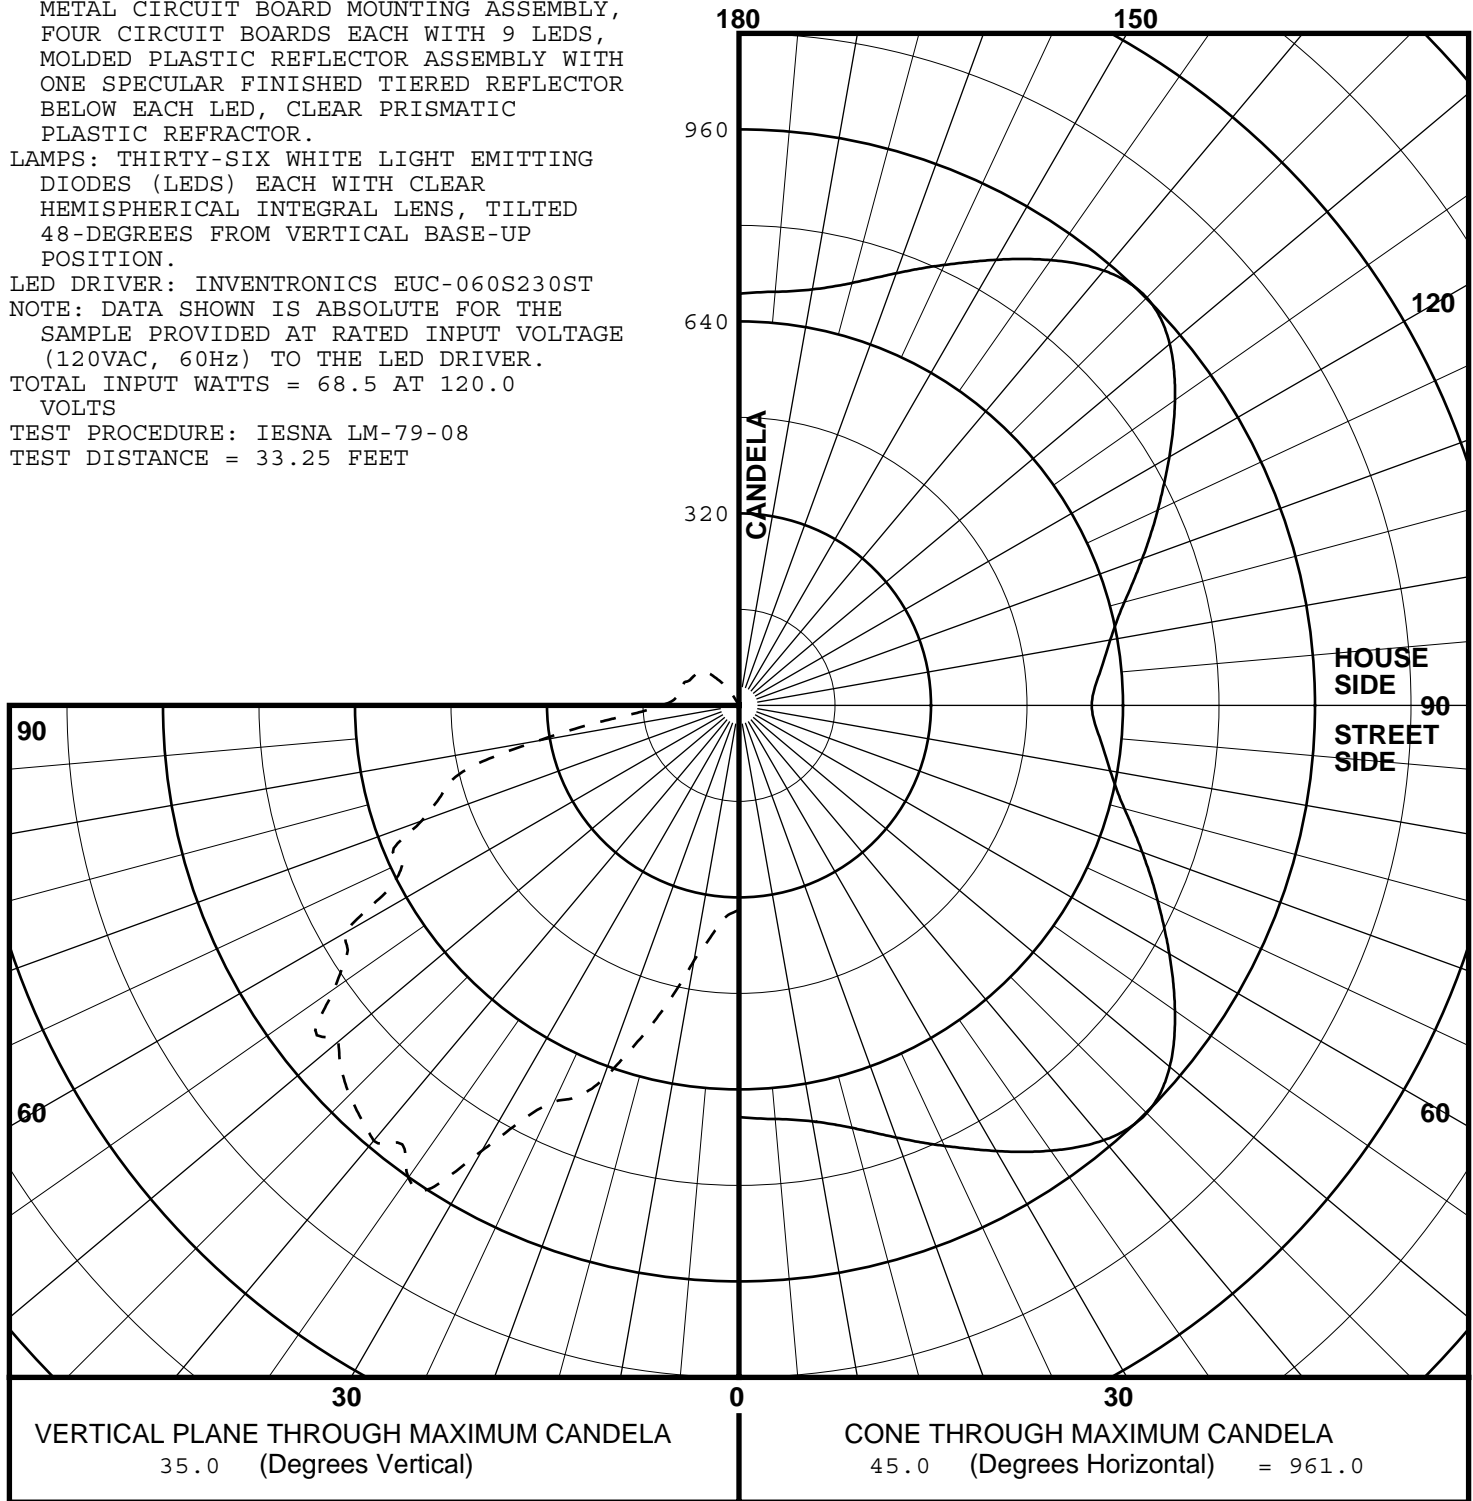 METAL CIRCUIT BOARD MOUNTING ASSEMBLY,
FOUR CIRCUIT BOARDS EACH WITH 9 LEDS,
MOLDED PLASTIC REFLECTOR ASSEMBLY WITH
ONE SPECULAR FINISHED TIERED REFLECTOR
BELOW EACH LED, CLEAR PRISMATIC
PLASTIC REFRACTOR.
LAMPS: THIRTY-SIX WHITE LIGHT EMITTING
DIODES (LEDS) EACH WITH CLEAR
HEMISPHERICAL INTEGRAL LENS, TILTED
48-DEGREES FROM VERTICAL BASE-UP
POSITION.
LED DRIVER: INVENTRONICS EUC-060S230ST
NOTE: DATA SHOWN IS ABSOLUTE FOR THE
SAMPLE PROVIDED AT RATED INPUT VOLTAGE
(120VAC, 60Hz) TO THE LED DRIVER.
TOTAL INPUT WATTS = 68.5 AT 120.0
VOLTS
TEST PROCEDURE: IESNA LM-79-08
TEST DISTANCE = 33.25 FEET
180
150
960
640
320
CANDELA
120
HOUSE
SIDE
90
STREET
SIDE
90
60
60
30
0
30
VERTICAL PLANE THROUGH MAXIMUM CANDELA
35.0 (Degrees Vertical)
CONE THROUGH MAXIMUM CANDELA
45.0 (Degrees Horizontal) = 961.0